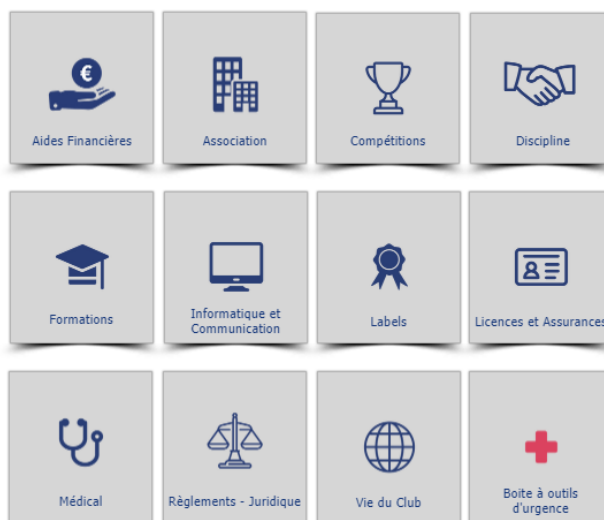 €
Aides Financières
Association
Compétitions
Discipline
Formations
Informatique et
Communication
Labels
Licences et Assurances
Médical
Règlements - Juridique
Vie du Club
Boite à outils
d'urgence